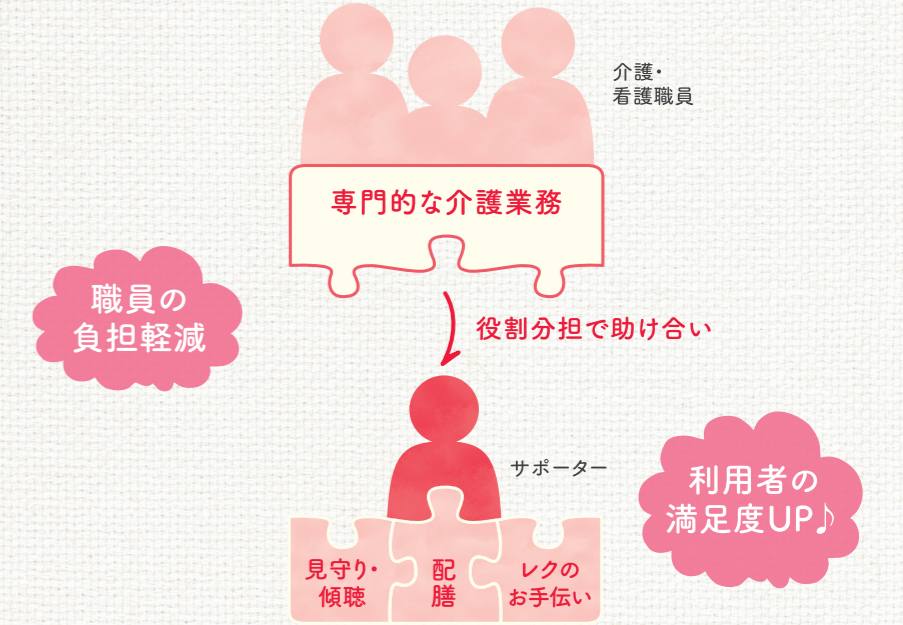 介護・
看護職員
専門的な介護業務
職員の
負担軽減
役割分担で助け合い
サポーター
利用者の
満足度UP♪
見守り・
傾聴
配
膳
レクの
お手伝い